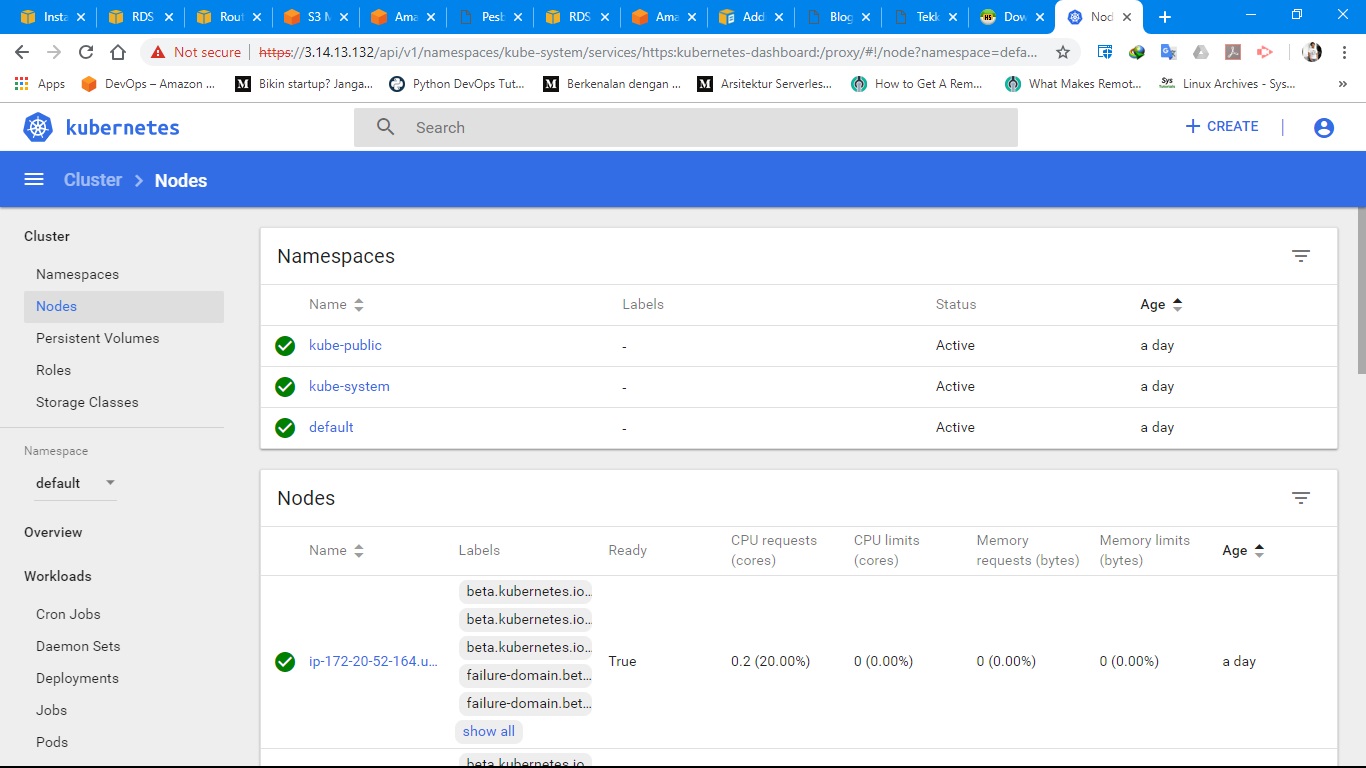 Insta RDS Rout S3 M Ama Pesb RDS Ama Add Blog Tekk Dow Nod
Not secure https://3.14.13.132/api/v1/namespaces/kube-system/services/https:kubernetes-dashboard:/proxy/#!/node?namespace=defa...
Apps DevOps – Amazon ... Bikin startup? Janga... Python DevOps Tut... Berkenalan dengan ... Arsitektur Serverles... How to Get A Rem... What Makes Remot... Sys Tutorials Linux Archives - Sys... »
kubernetes Search + CREATE
Cluster > Nodes
Cluster
Namespaces
Nodes
Persistent Volumes
Roles
Storage Classes
Namespace
default
Overview
Workloads
Cron Jobs
Daemon Sets
Deployments
Jobs
Pods
Namespaces
Name Labels Status Age
kube-public - Active a day
kube-system - Active a day
default - Active a day
Nodes
Name Labels Ready CPU requests (cores) CPU limits (cores) Memory requests (bytes) Memory limits (bytes) Age
beta.kubernetes.io...
beta.kubernetes.io...
beta.kubernetes.io...
ip-172-20-52-164.u... True 0.2 (20.00%) 0 (0.00%) 0 (0.00%) 0 (0.00%) a day
failure-domain.bet...
failure-domain.bet...
show all
beta.kubernetes.io